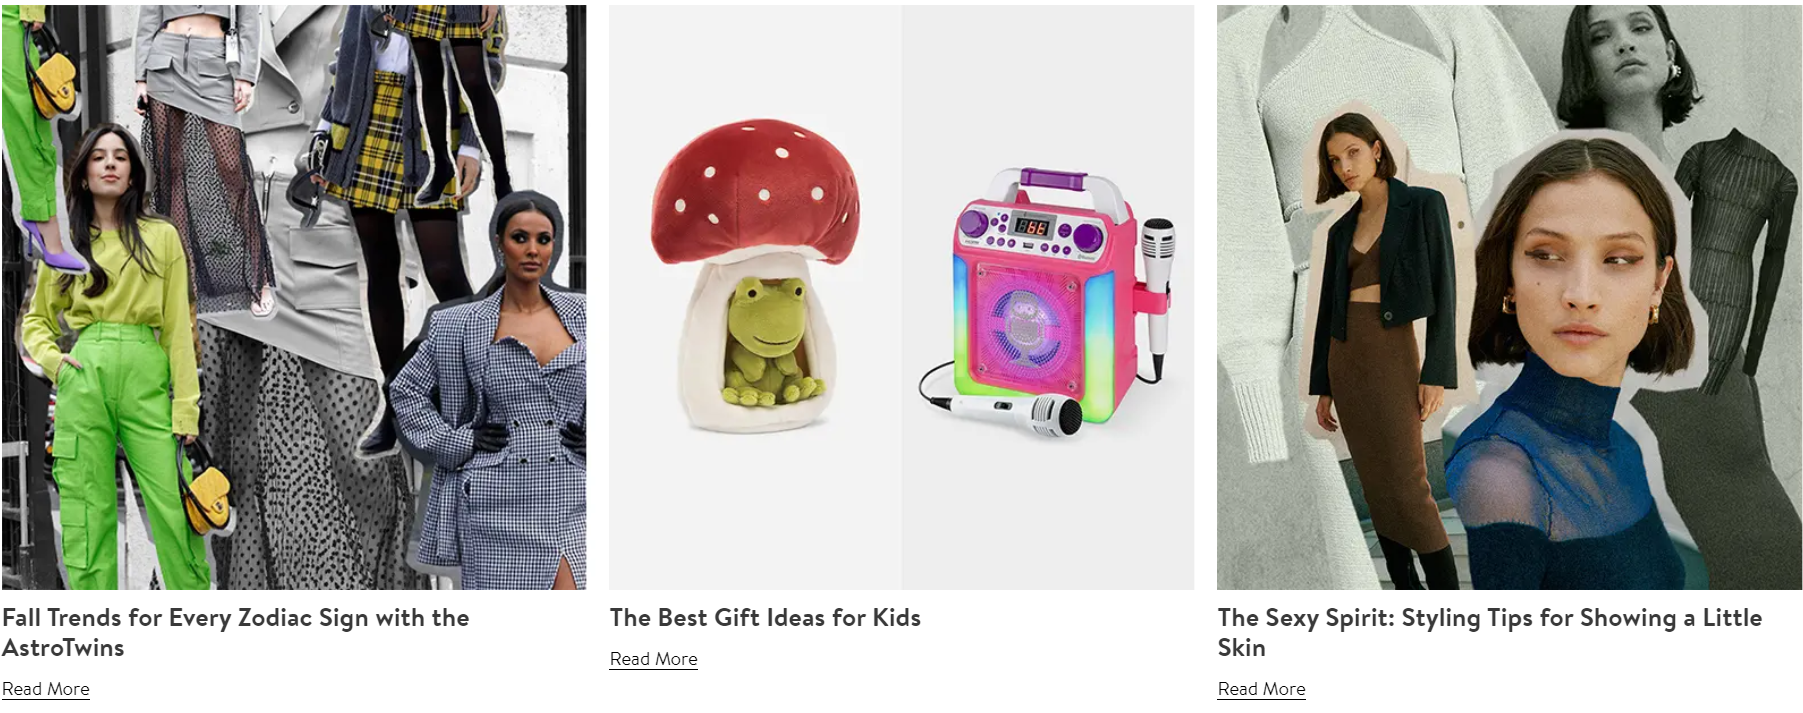 Fall Trends for Every Zodiac Sign with the
AstroTwins
Read More
The Best Gift Ideas for Kids
Read More
The Sexy Spirit: Styling Tips for Showing a Little
Skin
Read More